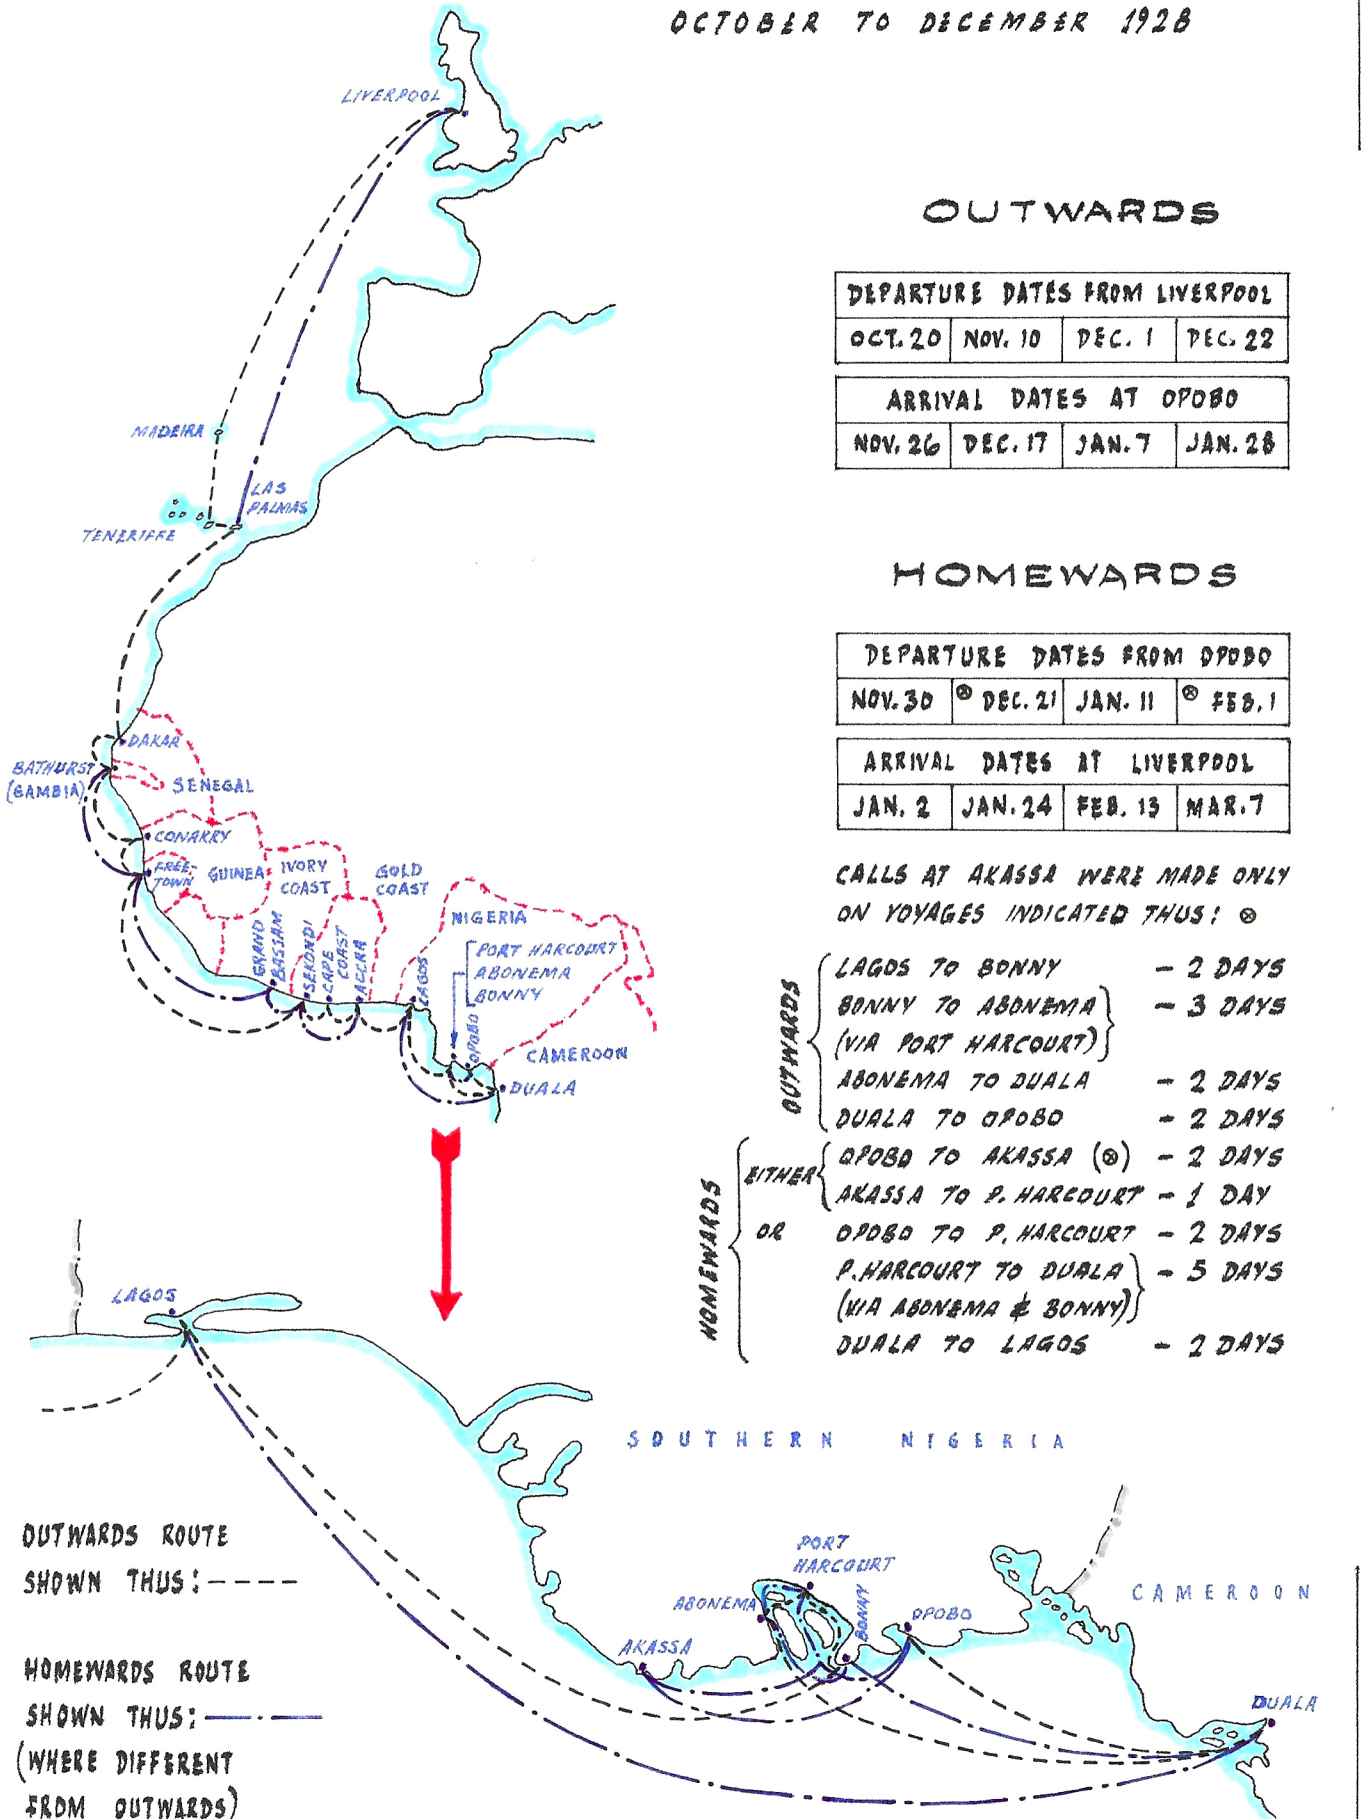 OCTOBER TO DECEMBER 1928
LIVERPOOL
MADEIRA
LAS
PALMAS
TENERIFFE
DAKAR
BATHURST
(GAMBIA)
SENEGAL
CONAKRY
FREE-
TOWN
GUINEA
IVORY
COAST
GOLD
COAST
NIGERIA
GRAND
BASSAM
SEKONDI
CAPE
COAST
ACCRA
LAGOS
PORT HARCOURT
ABONEMA
BONNY
OPOBO
CAMEROON
DUALA
OUTWARDS
DEPARTURE DATES FROM LIVERPOOL
OCT. 20 NOV. 10 DEC. 1 DEC. 22
ARRIVAL DATES AT OPOBO
NOV. 26 DEC. 17 JAN. 7 JAN. 28
HOMEWARDS
DEPARTURE DATES FROM OPOBO
NOV. 30 ⊗ DEC. 21 JAN. 11 ⊗ FEB. 1
ARRIVAL DATES AT LIVERPOOL
JAN. 2 JAN. 24 FEB. 13 MAR. 7
CALLS AT AKASSA WERE MADE ONLY
ON VOYAGES INDICATED THUS: ⊗
OUTWARDS
LAGOS TO BONNY - 2 DAYS
BONNY TO ABONEMA - 3 DAYS
(VIA PORT HARCOURT)
ABONEMA TO DUALA - 2 DAYS
DUALA TO OPOBO - 2 DAYS
HOMEWARDS
EITHER OPOBO TO AKASSA (⊗) - 2 DAYS
AKASSA TO P. HARCOURT - 1 DAY
OR OPOBO TO P. HARCOURT - 2 DAYS
P. HARCOURT TO DUALA - 5 DAYS
(VIA ABONEMA & BONNY)
DUALA TO LAGOS - 2 DAYS
LAGOS
SOUTHERN NIGERIA
PORT
HARCOURT
ABONEMA
BONNY
OPOBO
AKASSA
CAMEROON
DUALA
OUTWARDS ROUTE
SHOWN THUS: ----
HOMEWARDS ROUTE
SHOWN THUS: —·—·—
(WHERE DIFFERENT
FROM OUTWARDS)